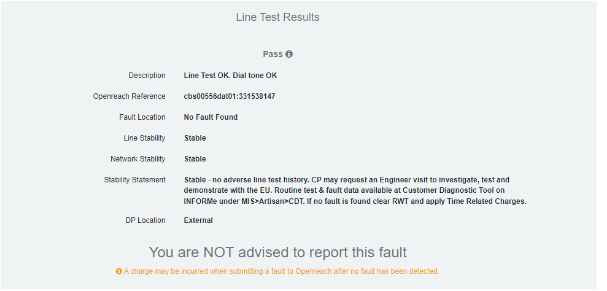 Line Test Results
Pass
Description Line Test OK. Dial tone OK
Openreach Reference cbs00556dat01:331538147
Fault Location No Fault Found
Line Stability Stable
Network Stability Stable
Stability Statement Stable - no adverse line test history. CP may request an Engineer visit to investigate, test and
demonstrate with the EU. Routine test & fault data available at Customer Diagnostic Tool on
INFORMe under MIS>Artisan>CDT. If no fault is found clear RWT and apply Time Related Charges.
DP Location External
You are NOT advised to report this fault
A charge may be incurred when submitting a fault to Openreach after no fault has been detected.